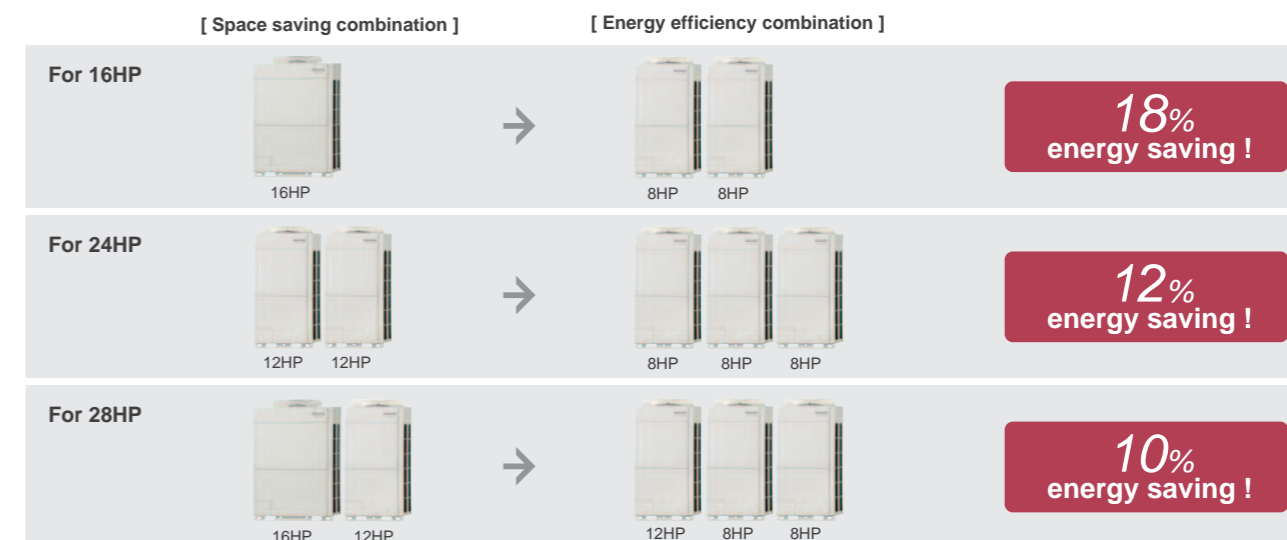 [ Space saving combination ]
[ Energy efficiency combination ]
For 16HP
16HP
8HP 8HP
18%
energy saving !
For 24HP
12HP 12HP
8HP 8HP 8HP
12%
energy saving !
For 28HP
16HP 12HP
12HP 8HP 8HP
10%
energy saving !